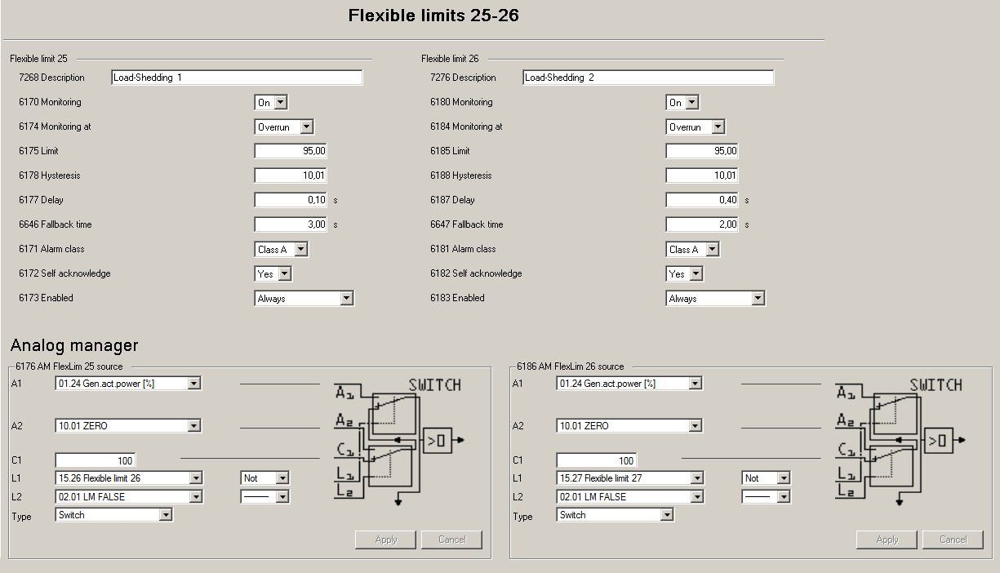 Flexible limits 25-26
Flexible limit 25
7268 Description Load-Shedding 1
6170 Monitoring On
6174 Monitoring at Overrun
6175 Limit 95,00
6178 Hysteresis 10,01
6177 Delay 0,10 s
6646 Fallback time 3,00 s
6171 Alarm class Class A
6172 Self acknowledge Yes
6173 Enabled Always
Flexible limit 26
7276 Description Load-Shedding 2
6180 Monitoring On
6184 Monitoring at Overrun
6185 Limit 95,00
6188 Hysteresis 10,01
6187 Delay 0,40 s
6647 Fallback time 2,00 s
6181 Alarm class Class A
6182 Self acknowledge Yes
6183 Enabled Always
Analog manager
6176 AM FlexLim 25 source
A1 01.24 Gen.act.power [%]
A2 10.01 ZERO
C1 100
L1 15.26 Flexible limit 26 Not
L2 02.01 LM FALSE
Type Switch
SWITCH
A1
A2
C1
L1
L2
>0
Apply Cancel
6186 AM FlexLim 26 source
A1 01.24 Gen.act.power [%]
A2 10.01 ZERO
C1 100
L1 15.27 Flexible limit 27 Not
L2 02.01 LM FALSE
Type Switch
SWITCH
A1
A2
C1
L1
L2
>0
Apply Cancel